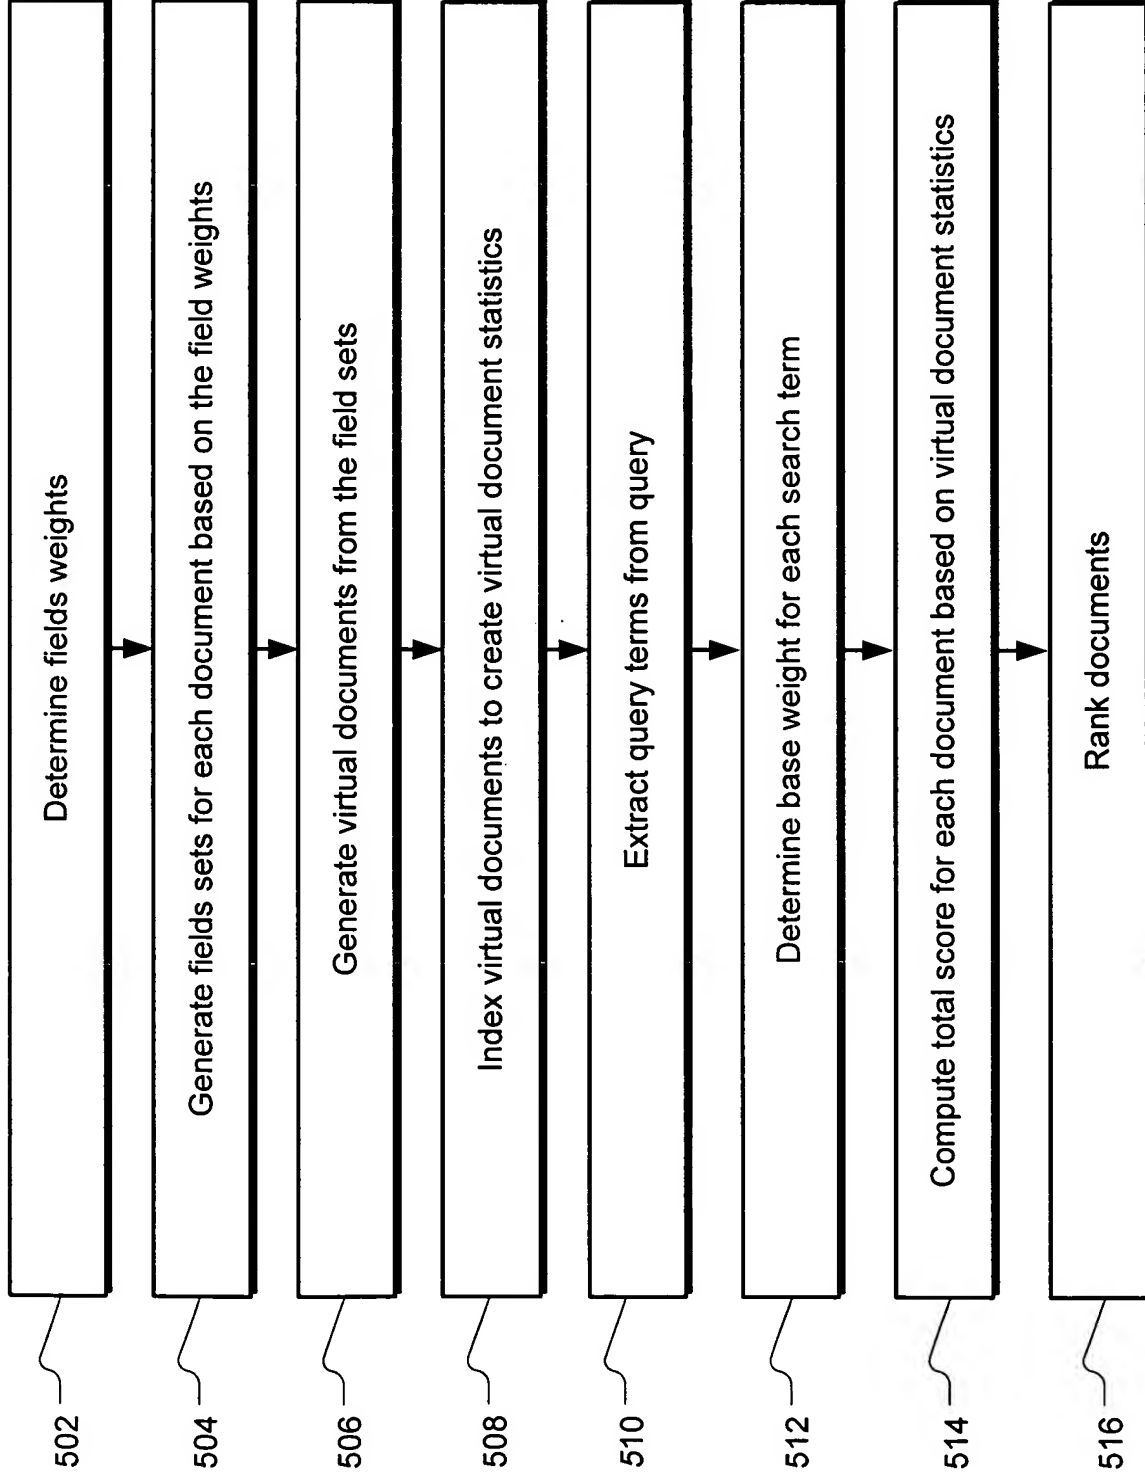 502
Determine fields weights
504
Generate fields sets for each document based on the field weights
506
Generate virtual documents from the field sets
508
Index virtual documents to create virtual document statistics
510
Extract query terms from query
512
Determine base weight for each search term
514
Compute total score for each document based on virtual document statistics
516
Rank documents